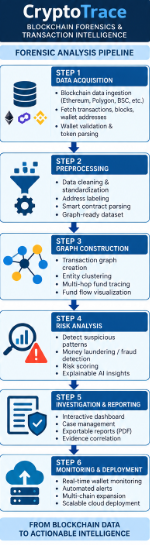 CryptoTrace
BLOCKCHAIN FORENSICS &
TRANSACTION INTELLIGENCE
FORENSIC ANALYSIS PIPELINE
STEP 1
DATA ACQUISITION
• Blockchain data ingestion
(Ethereum, Polygon, BSC, etc.)
• Fetch transactions, blocks,
wallet addresses
• Wallet validation &
token parsing
STEP 2
PREPROCESSING
• Data cleaning &
standardization
• Address labeling
• Smart contract parsing
• Graph-ready dataset
STEP 3
GRAPH CONSTRUCTION
• Transaction graph
creation
• Entity clustering
• Multi-hop fund tracing
• Fund flow visualization
STEP 4
RISK ANALYSIS
• Detect suspicious
patterns
• Money laundering / fraud
detection
• Risk scoring
• Explainable AI insights
STEP 5
INVESTIGATION & REPORTING
• Interactive dashboard
• Case management
• Exportable reports (PDF)
• Evidence correlation
STEP 6
MONITORING & DEPLOYMENT
• Real-time wallet monitoring
• Automated alerts
• Multi-chain expansion
• Scalable cloud deployment
FROM BLOCKCHAIN DATA
TO ACTIONABLE INTELLIGENCE